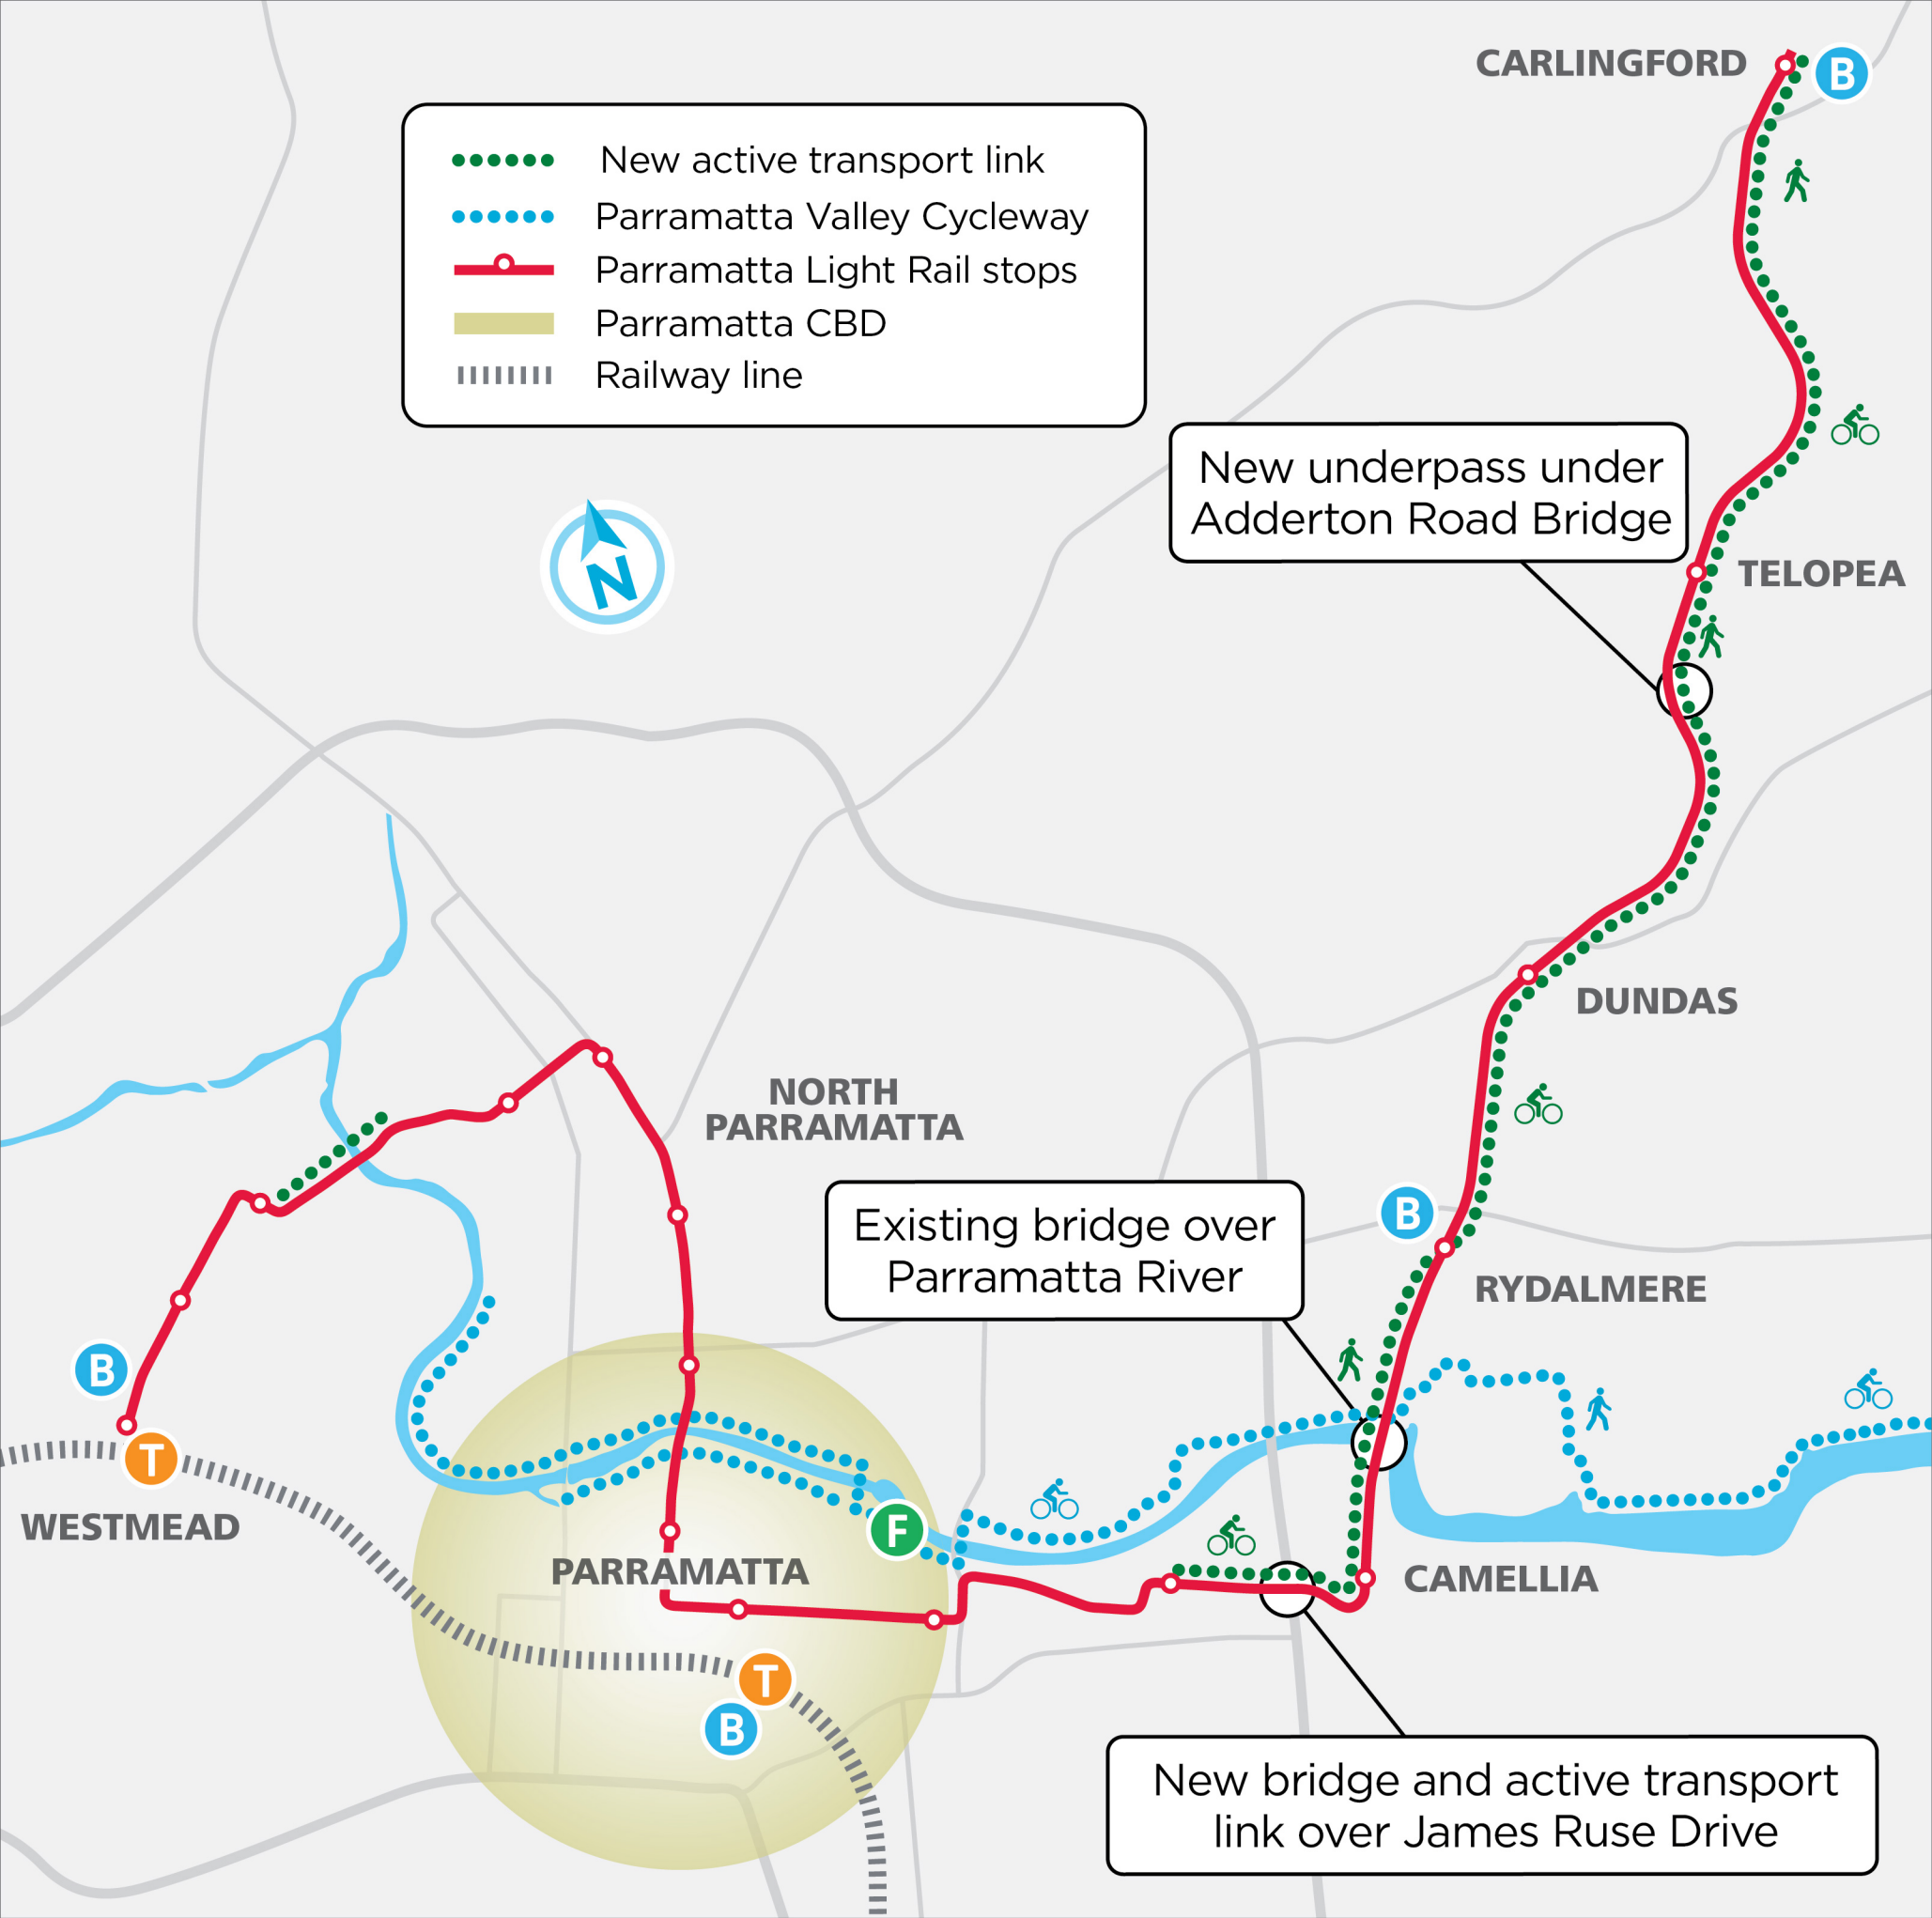 CARLINGFORD
B
New active transport link
Parramatta Valley Cycleway
Parramatta Light Rail stops
Parramatta CBD
Railway line
New underpass under
Adderton Road Bridge
N
TELOPEA
DUNDAS
NORTH
PARRAMATTA
Existing bridge over
Parramatta River
B
RYDALMERE
B
T
WESTMEAD
F
PARRAMATTA
CAMELLIA
T
B
New bridge and active transport
link over James Ruse Drive